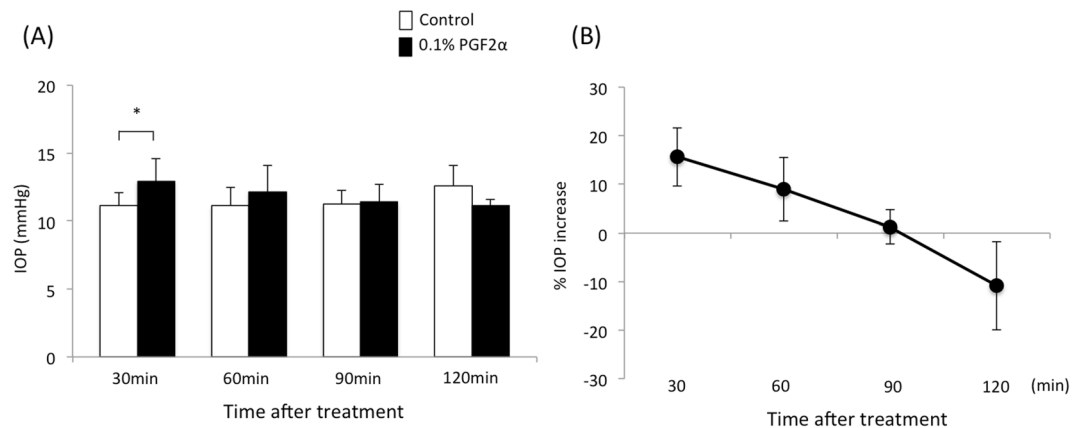 (A)
Control
0.1% PGF2α
20
15
10
5
0
IOP (mmHg)
*
30min 60min 90min 120min
Time after treatment
(B)
30
20
10
0
-10
-20
-30
% IOP increase
30 60 90 120 (min)
Time after treatment